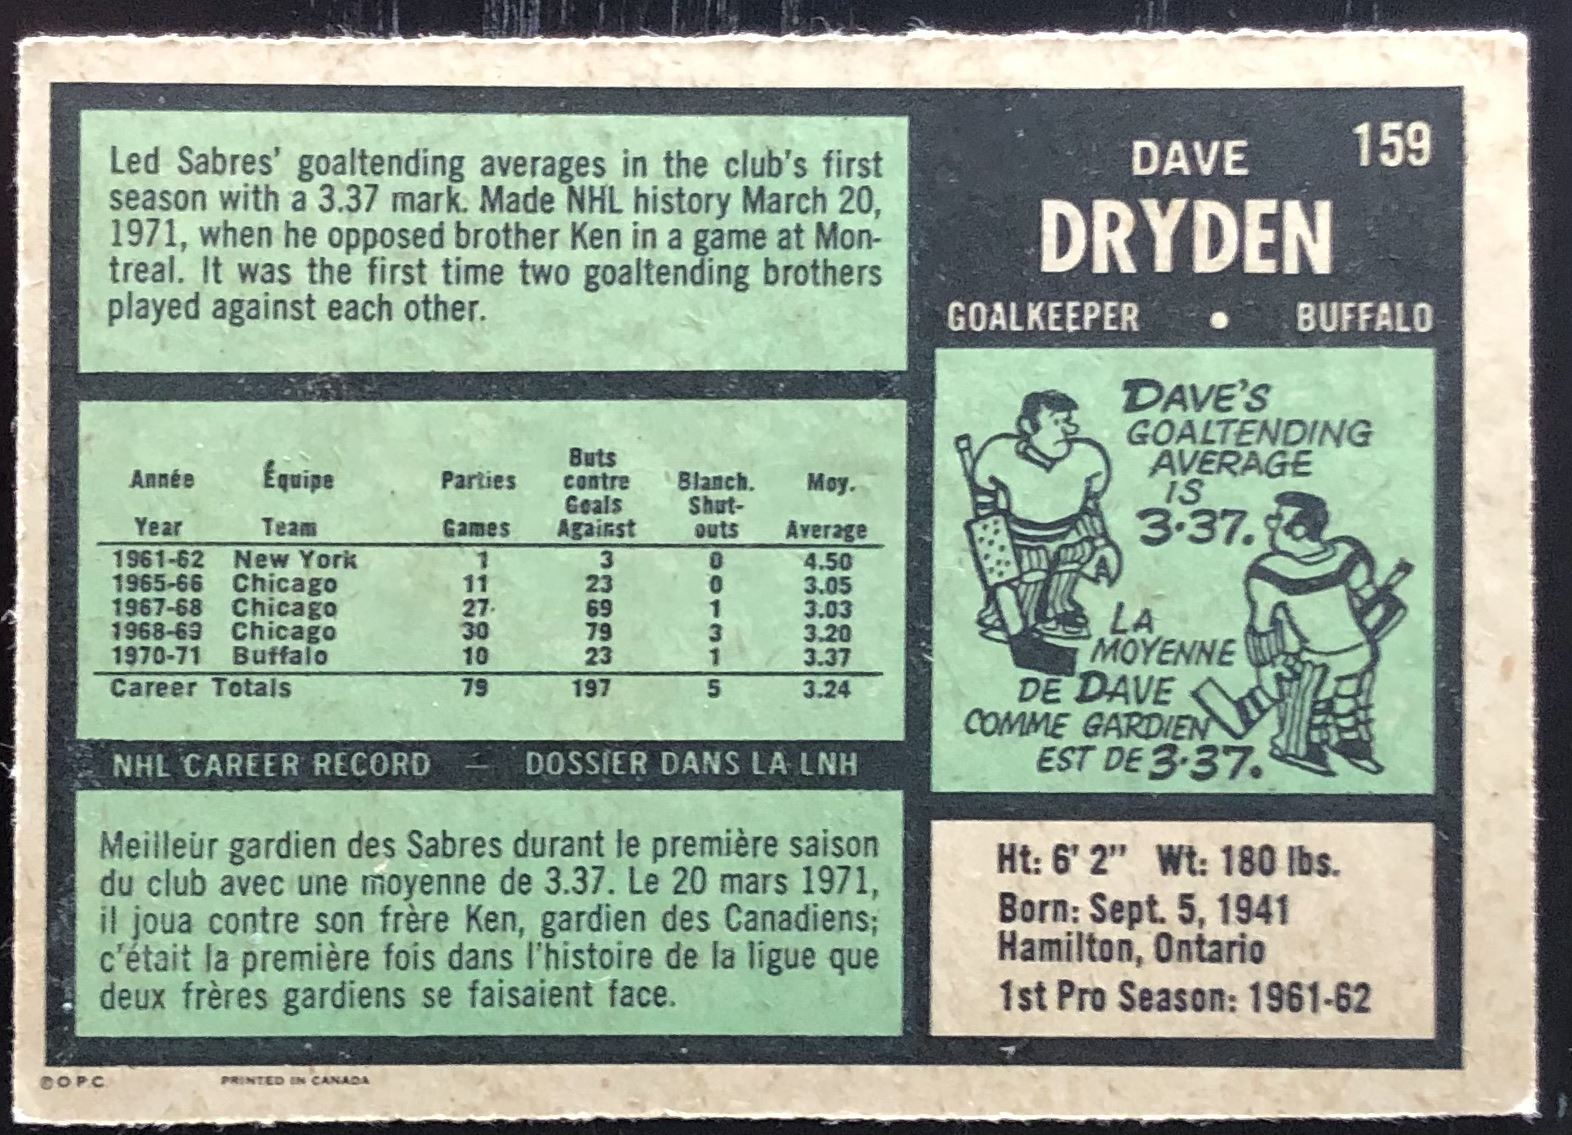 Led Sabres' goaltending averages in the club's first
season with a 3.37 mark. Made NHL history March 20,
1971, when he opposed brother Ken in a game at Mon-
treal. It was the first time two goaltending brothers
played against each other.
Année Équipe Parties Buts contre Blanch. Moy.
Year Team Games Goals Against Shut-outs Average
1961-62 New York 1 3 0 4.50
1965-66 Chicago 11 23 0 3.05
1967-68 Chicago 27 69 1 3.03
1968-69 Chicago 30 79 3 3.20
1970-71 Buffalo 10 23 1 3.37
Career Totals 79 197 5 3.24
NHL CAREER RECORD — DOSSIER DANS LA LNH
Meilleur gardien des Sabres durant le première saison
du club avec une moyenne de 3.37. Le 20 mars 1971,
il joua contre son frère Ken, gardien des Canadiens;
c'était la première fois dans l'histoire de la ligue que
deux frères gardiens se faisaient face.
© O.P.C. PRINTED IN CANADA
159
DAVE
DRYDEN
GOALKEEPER • BUFFALO
DAVE'S
GOALTENDING
AVERAGE
IS
3.37.
LA
MOYENNE
DE DAVE
COMME GARDIEN
EST DE 3.37.
Ht: 6' 2" Wt: 180 lbs.
Born: Sept. 5, 1941
Hamilton, Ontario
1st Pro Season: 1961-62